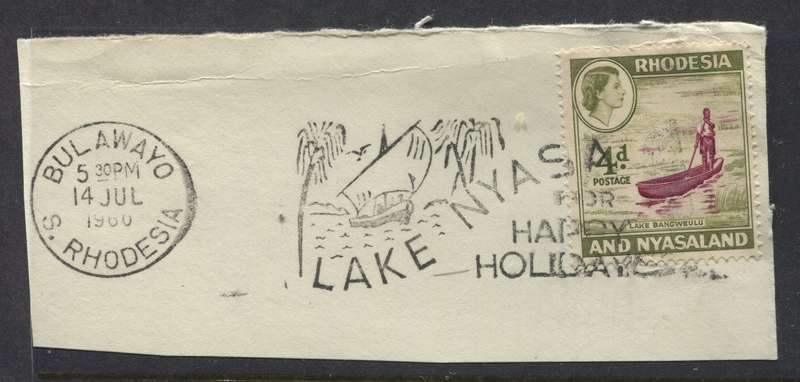 BULAWAYO
5 30PM
14 JUL
1960
S. RHODESIA
LAKE NYASA
FOR
HAPPY
HOLIDAYS
RHODESIA
4d
POSTAGE
LAKE BANGWEULU
AND NYASALAND